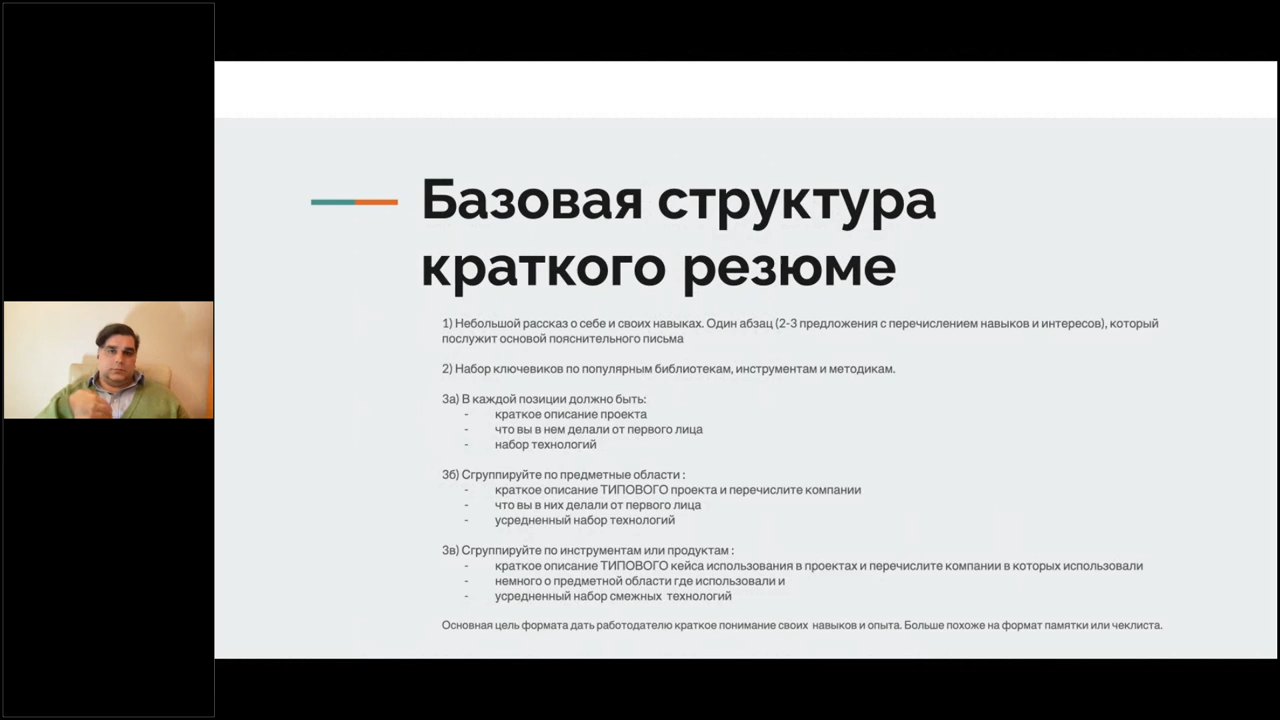 Базовая структура
краткого резюме
1) Небольшой рассказ о себе и своих навыках. Один абзац (2-3 предложения с перечислением навыков и интересов), который
послужит основой пояснительного письма
2) Набор ключевиков по популярным библиотекам, инструментам и методикам.
3а) В каждой позиции должно быть:
- краткое описание проекта
- что вы в нем делали от первого лица
- набор технологий
3б) Сгруппируйте по предметные области :
- краткое описание ТИПОВОГО проекта и перечислите компании
- что вы в них делали от первого лица
- усредненный набор технологий
3в) Сгруппируйте по инструментам или продуктам :
- краткое описание ТИПОВОГО кейса использования в проектах и перечислите компании в которых использовали
- немного о предметной области где использовали и
- усредненный набор смежных технологий
Основная цель формата дать работодателю краткое понимание своих навыков и опыта. Больше похоже на формат памятки или чеклиста.